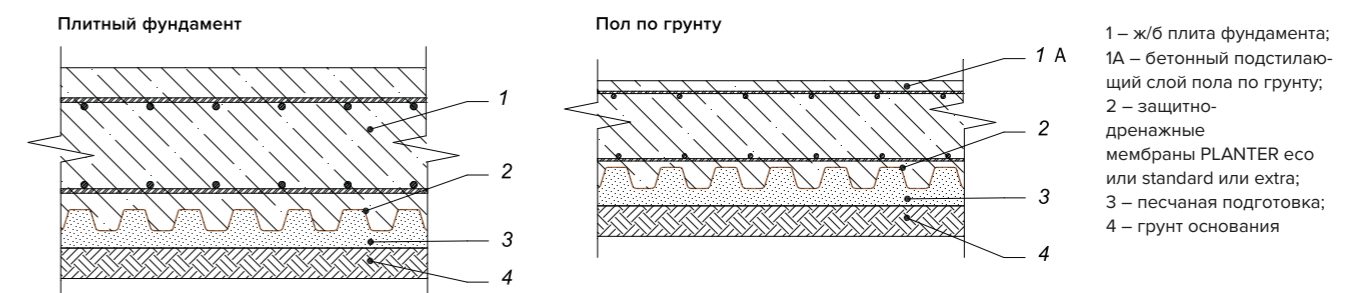 Плитный фундамент
1
2
3
4
Пол по грунту
1 А
2
3
4
1 – ж/б плита фундамента;
1А – бетонный подстилаю-
щий слой пола по грунту;
2 – защитно-
дренажные
мембраны PLANTER eco
или standard или extra;
3 – песчаная подготовка;
4 – грунт основания